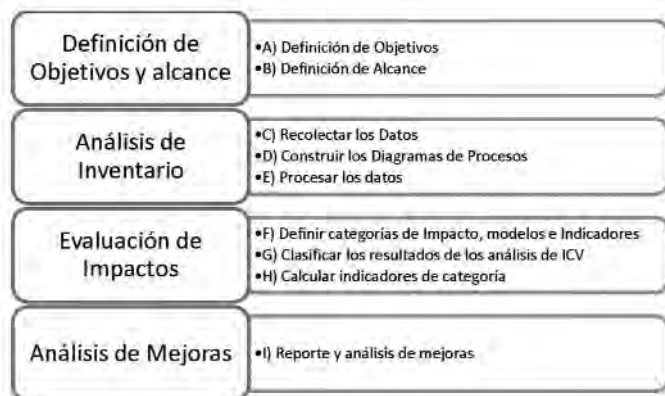 Definición de
Objetivos y alcance
•A) Definición de Objetivos
•B) Definición de Alcance
Análisis de
Inventario
•C) Recolectar los Datos
•D) Construir los Diagramas de Procesos
•E) Procesar los datos
Evaluación de
Impactos
•F) Definir categorías de Impacto, modelos e Indicadores
•G) Clasificar los resultados de los análisis de ICV
•H) Calcular indicadores de categoría
Análisis de Mejoras
•I) Reporte y análisis de mejoras